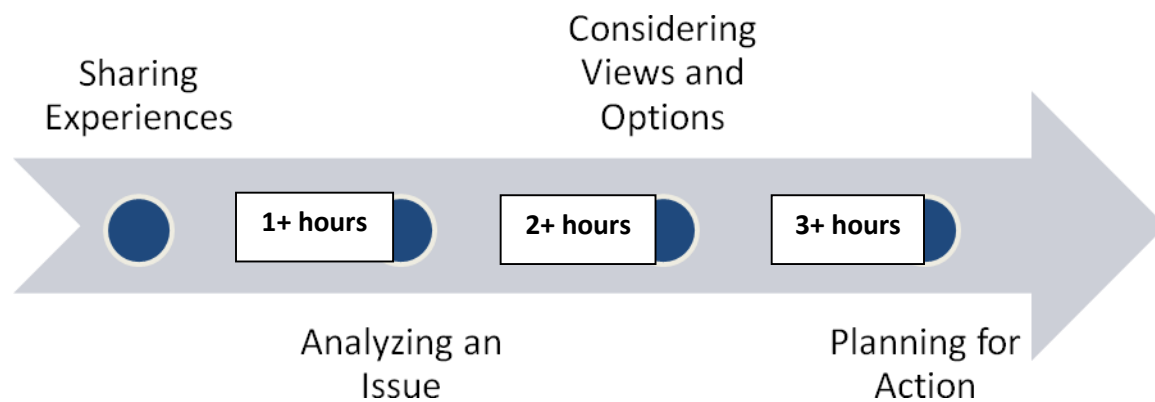 Sharing
Experiences
1+ hours
Analyzing an
Issue
2+ hours
Considering
Views and
Options
3+ hours
Planning for
Action